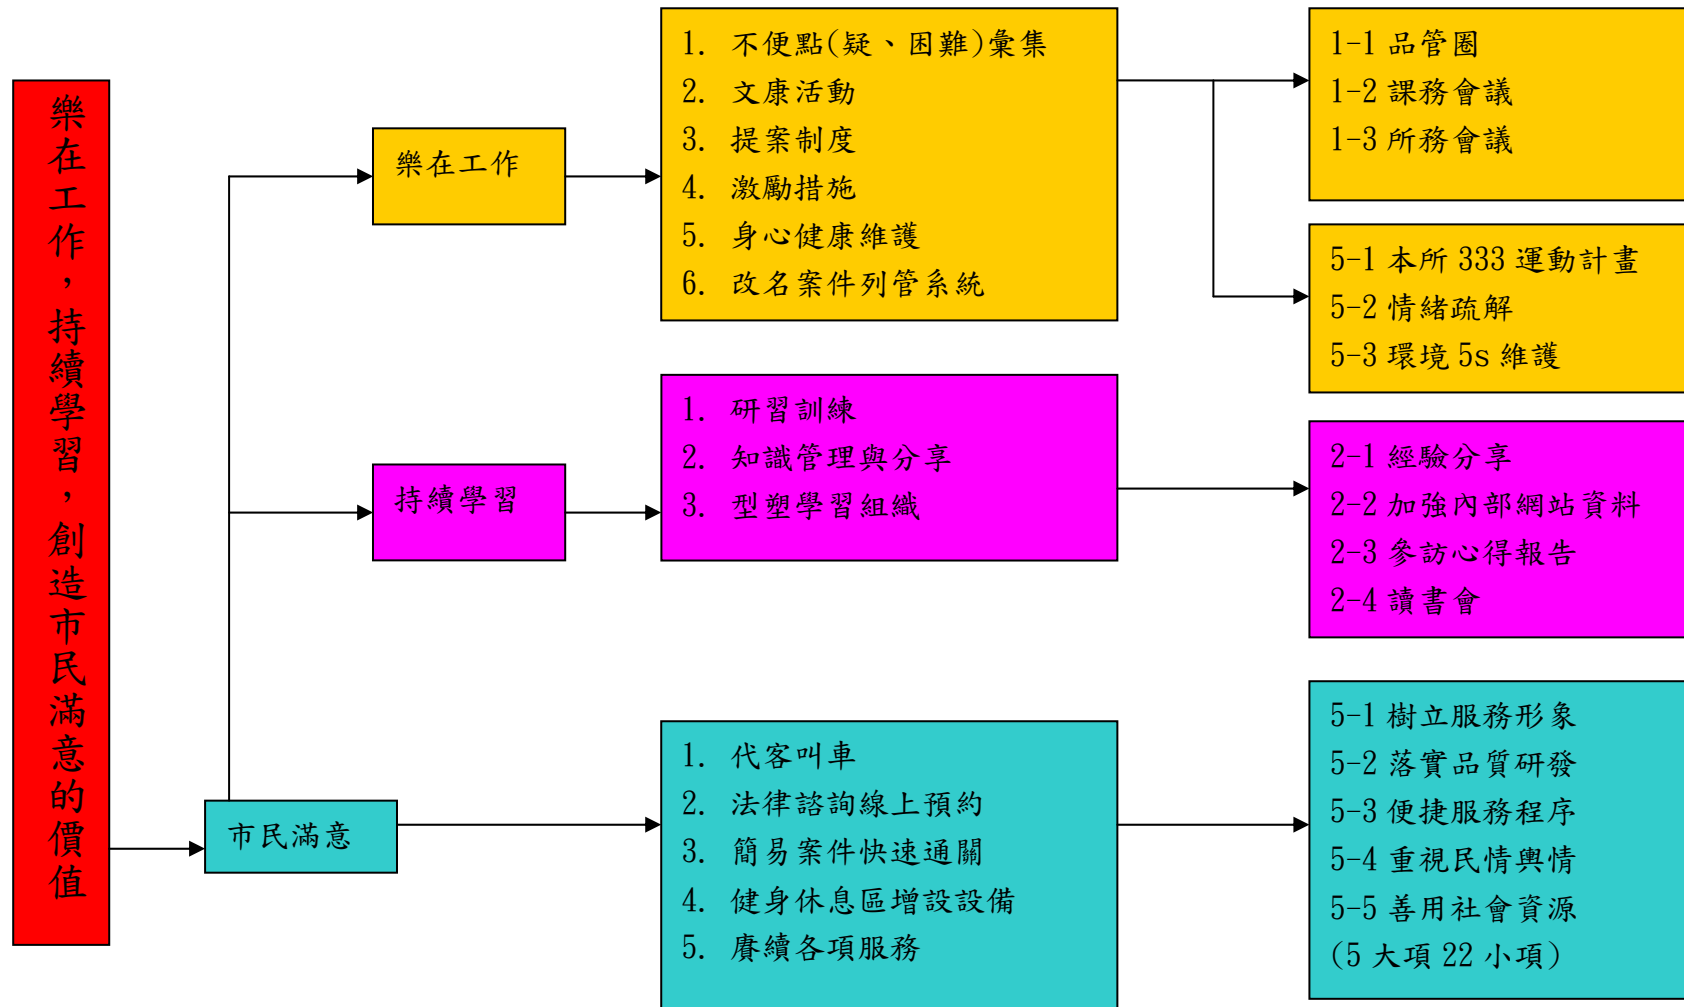 樂在工作，持續學習，創造市民滿意的價值
樂在工作
1. 不便點(疑、困難)彙集
2. 文康活動
3. 提案制度
4. 激勵措施
5. 身心健康維護
6. 改名案件列管系統
1-1 品管圈
1-2 課務會議
1-3 所務會議
5-1 本所 333 運動計畫
5-2 情緒疏解
5-3 環境 5s 維護
持續學習
1. 研習訓練
2. 知識管理與分享
3. 型塑學習組織
2-1 經驗分享
2-2 加強內部網站資料
2-3 參訪心得報告
2-4 讀書會
市民滿意
1. 代客叫車
2. 法律諮詢線上預約
3. 簡易案件快速通關
4. 健身休息區增設設備
5. 賡續各項服務
5-1 樹立服務形象
5-2 落實品質研發
5-3 便捷服務程序
5-4 重視民情輿情
5-5 善用社會資源
(5 大項 22 小項)